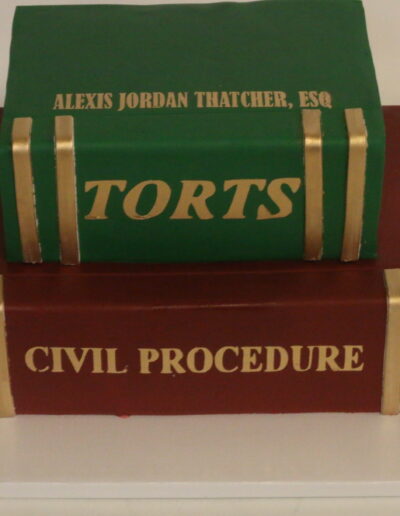 ALEXIS JORDAN THATCHER, ESQ
TORTS
CIVIL PROCEDURE